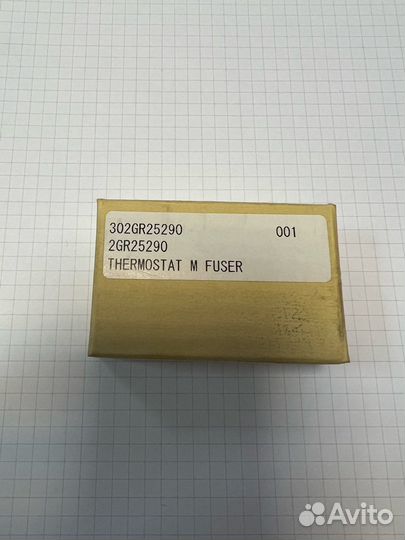 302GR25290 001
2GR25290
THERMOSTAT M FUSER
Avito